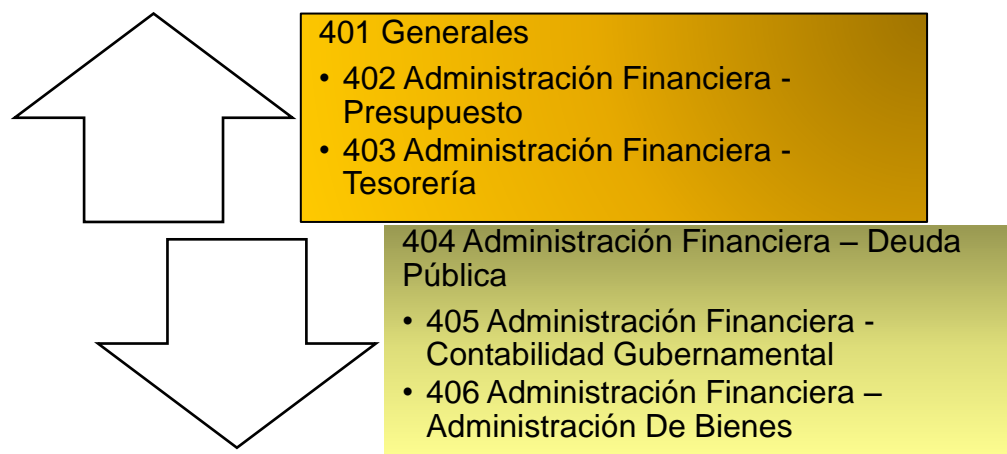 401 Generales
• 402 Administración Financiera -
Presupuesto
• 403 Administración Financiera -
Tesorería
404 Administración Financiera – Deuda
Pública
• 405 Administración Financiera -
Contabilidad Gubernamental
• 406 Administración Financiera –
Administración De Bienes